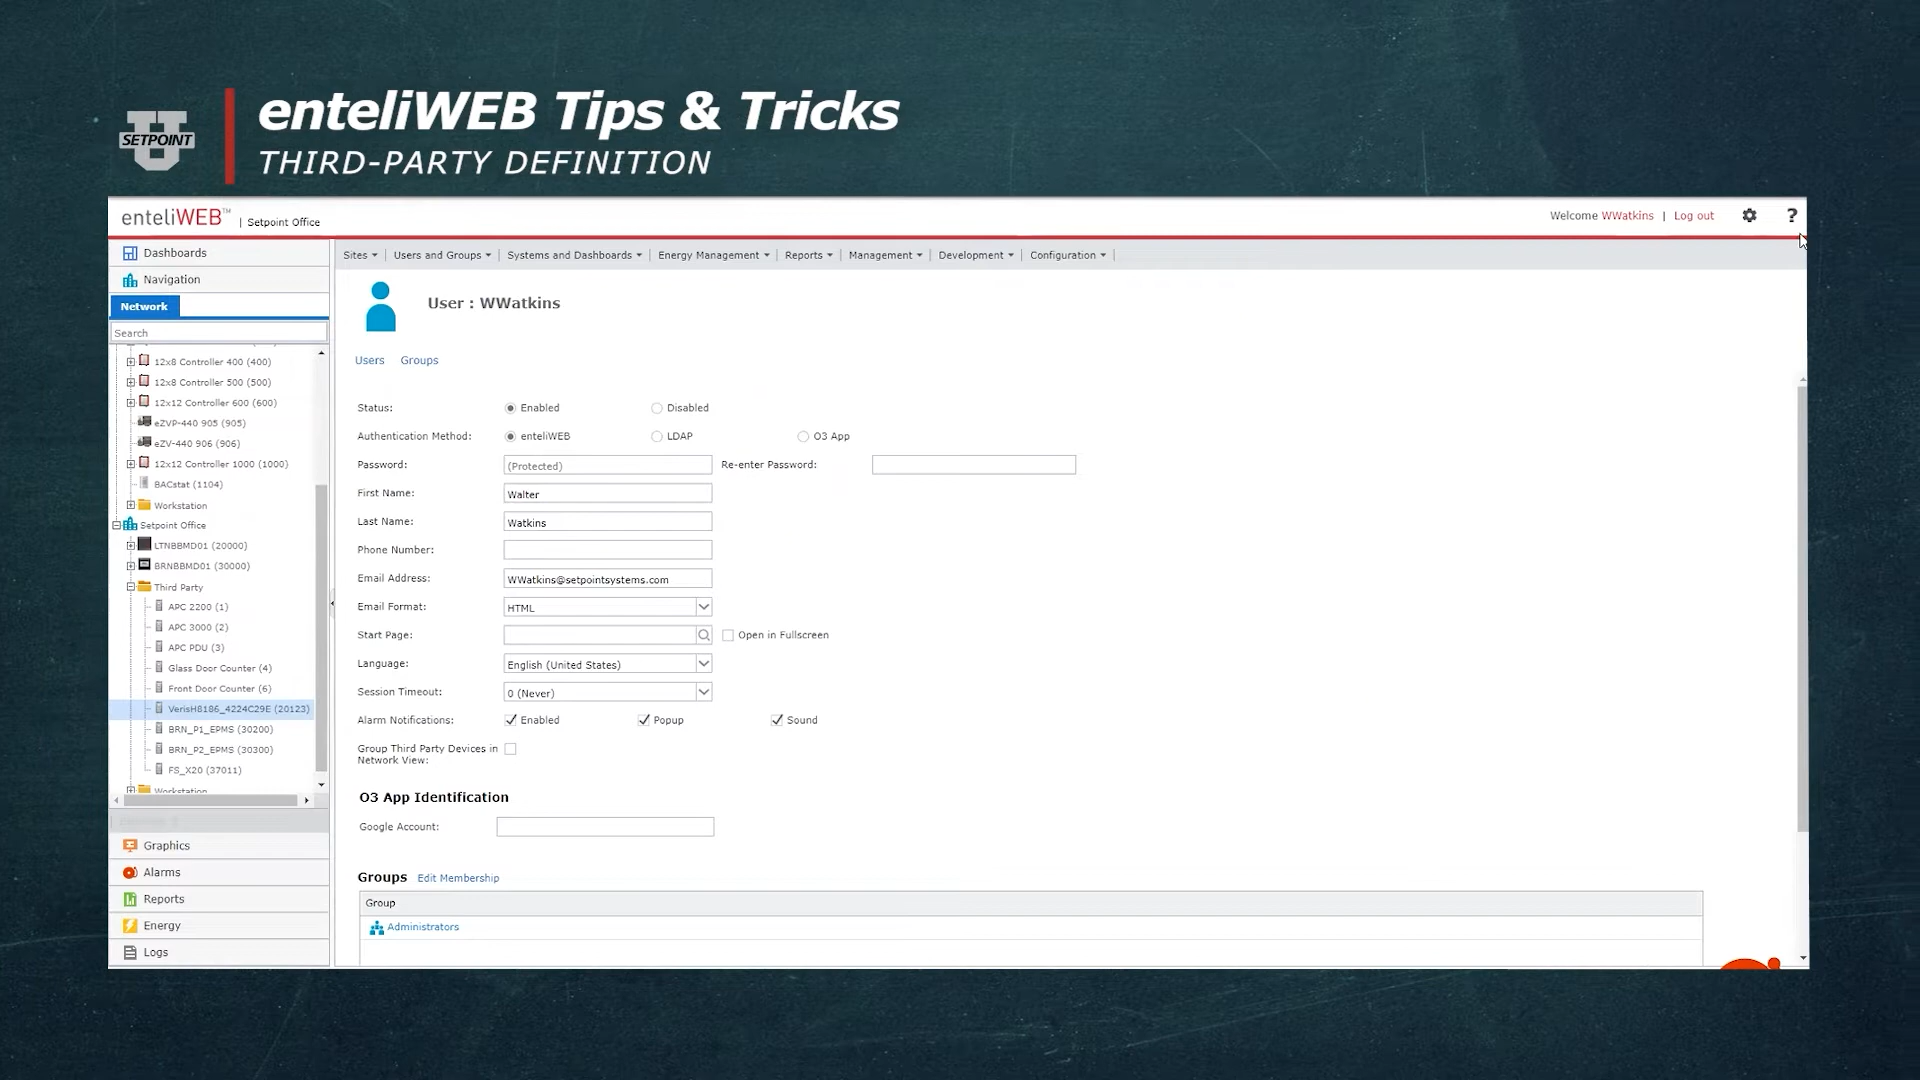 enteliWEB Tips & Tricks
SETPOINT
THIRD-PARTY DEFINITION
enteliWEB™ | Setpoint Office
Welcome WWatkins | Log out
?
Dashboards
Navigation
Network
Search
12x8 Controller 400 (400)
12x8 Controller 500 (500)
12x12 Controller 600 (600)
eZVP-440 905 (905)
eZV-440 906 (906)
12x12 Controller 1000 (1000)
BACstat (1104)
Workstation
Setpoint Office
LTNBBMD01 (20000)
BRNBBMD01 (30000)
Third Party
APC 2200 (1)
APC 3000 (2)
APC PDU (3)
Glass Door Counter (4)
Front Door Counter (6)
VerisH8186_4224C29E (20123)
BRN_P1_EPMS (30200)
BRN_P2_EPMS (30300)
FS_X20 (37011)
Workstation
Graphics
Alarms
Reports
Energy
Logs
Sites | Users and Groups | Systems and Dashboards | Energy Management | Reports | Management | Development | Configuration |
User : WWatkins
Users Groups
Status: Enabled Disabled
Authentication Method: enteliWEB LDAP O3 App
Password: (Protected) Re-enter Password:
First Name: Walter
Last Name: Watkins
Phone Number:
Email Address: WWatkins@setpointsystems.com
Email Format: HTML
Start Page: Open in Fullscreen
Language: English (United States)
Session Timeout: 0 (Never)
Alarm Notifications: Enabled Popup Sound
Group Third Party Devices in
Network View:
O3 App Identification
Google Account:
Groups Edit Membership
Group
Administrators